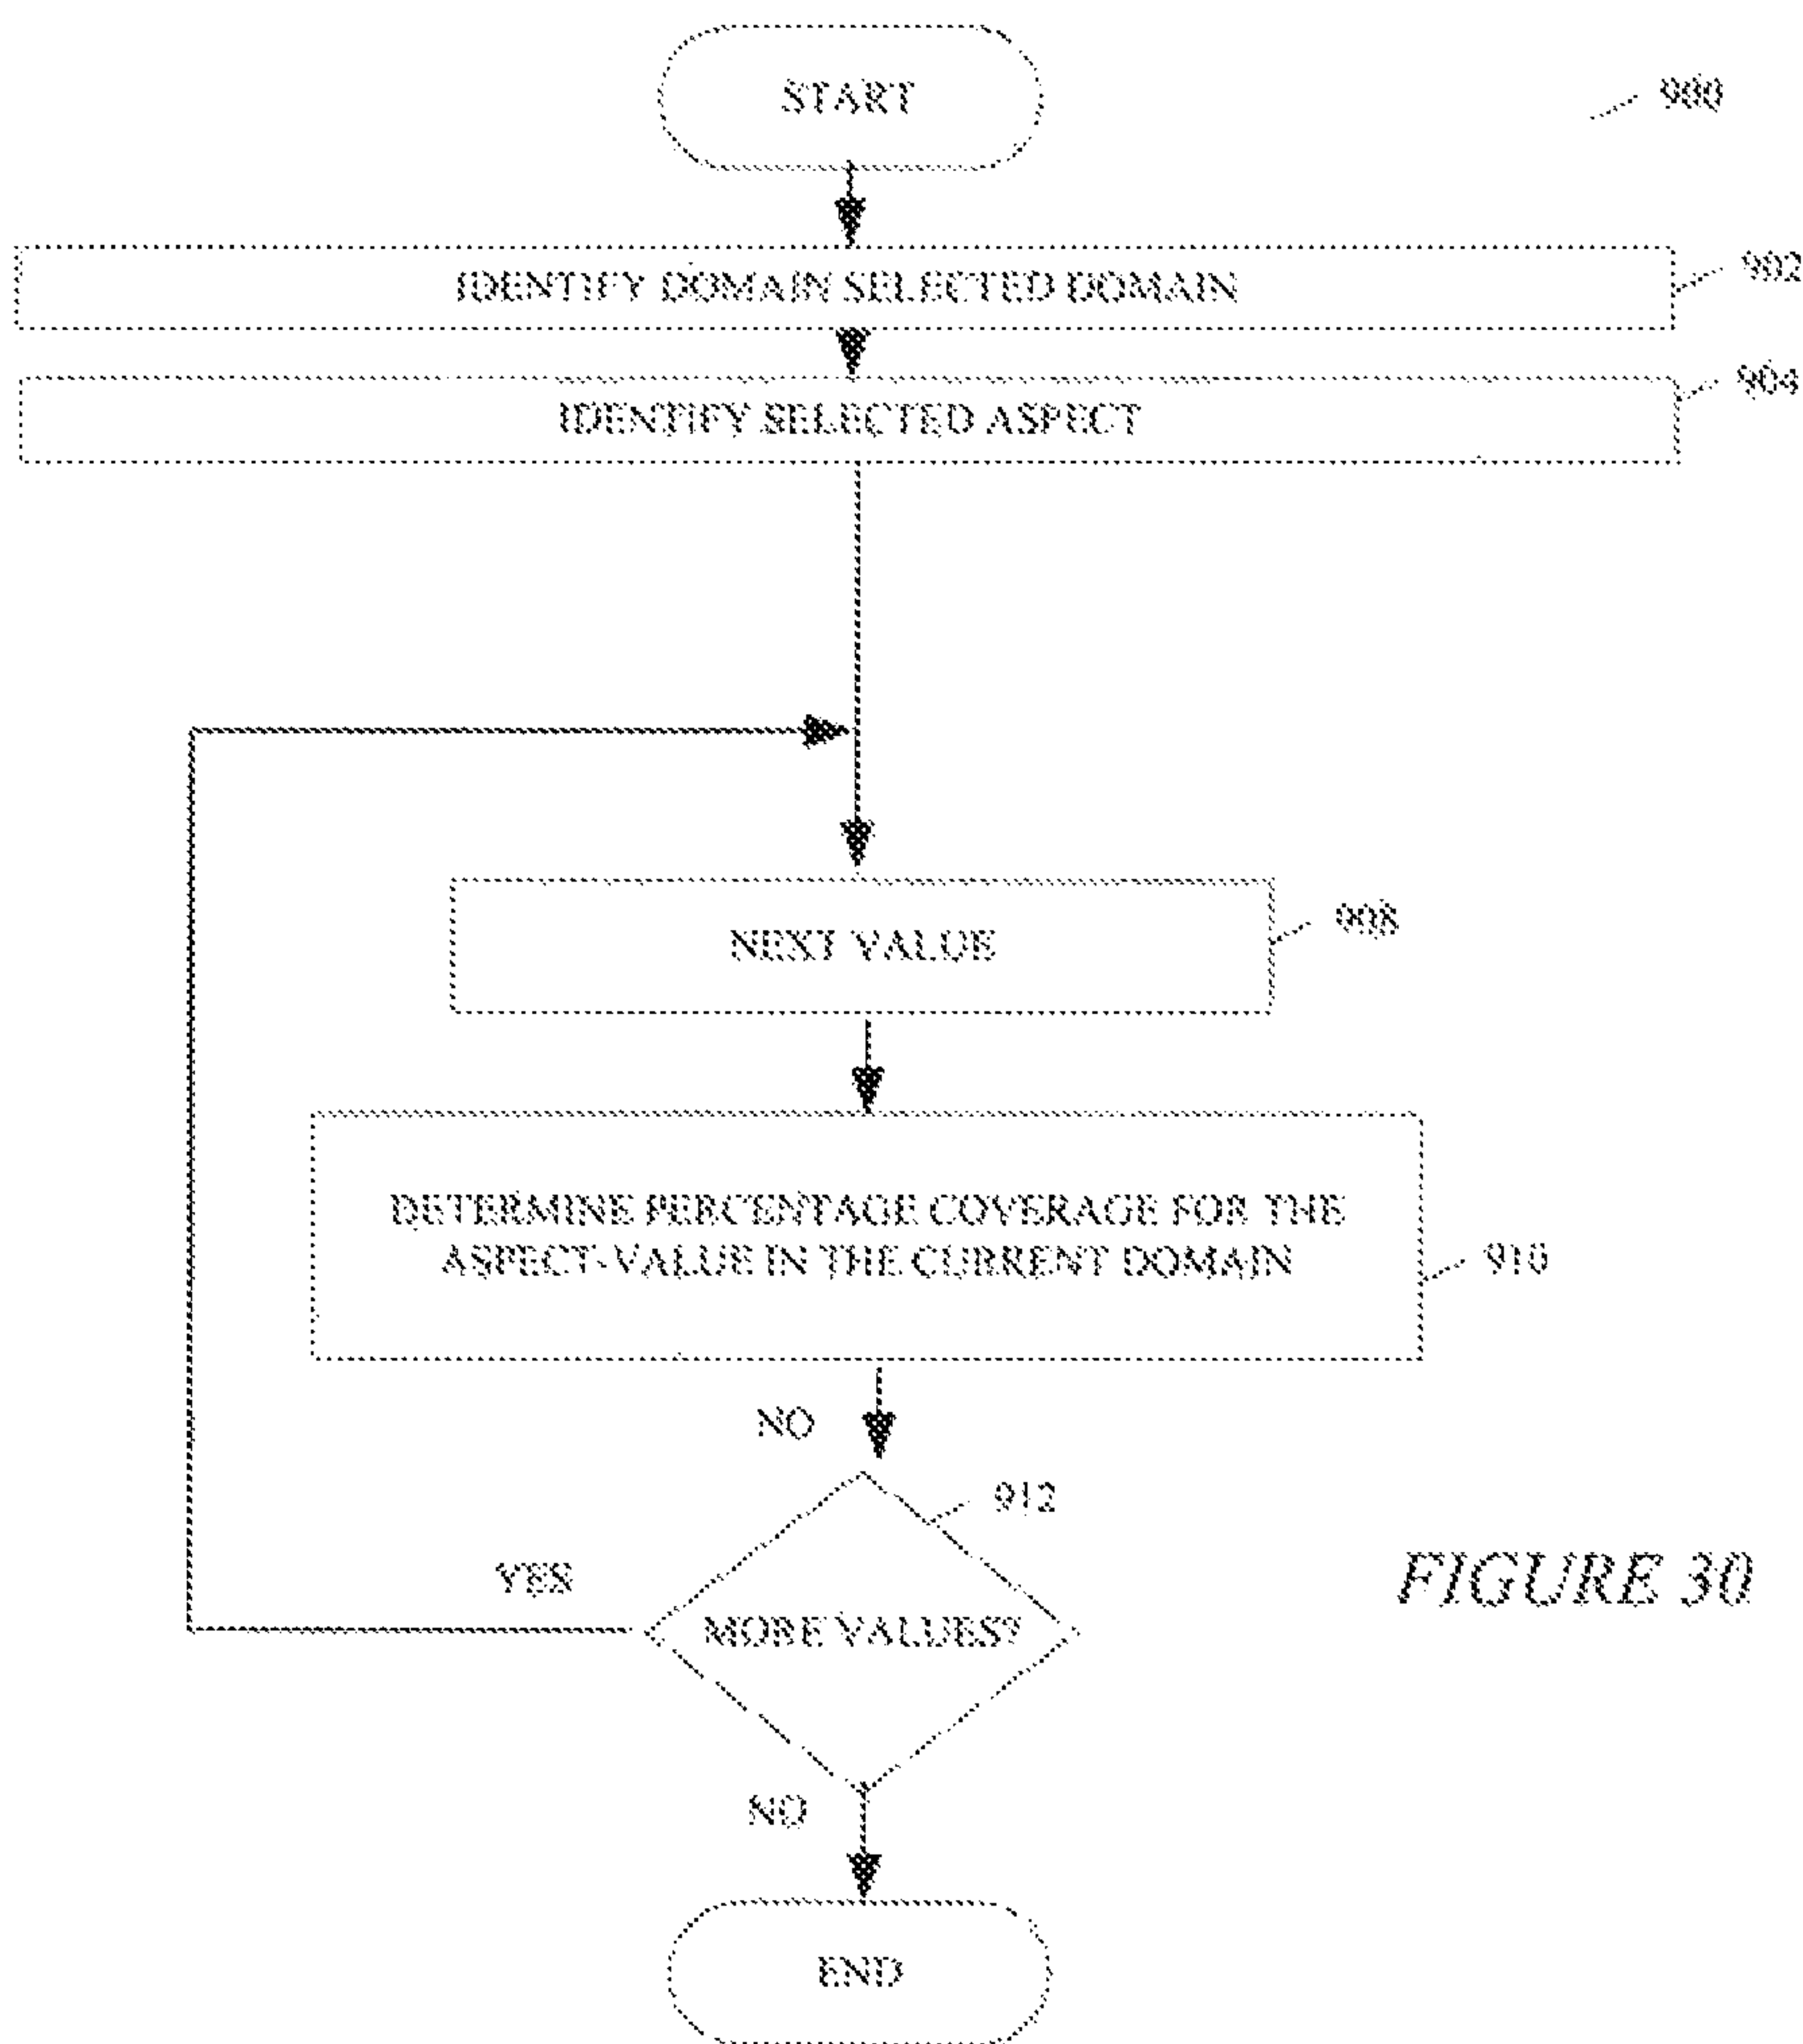 START
900
IDENTIFY DOMAIN SELECTED DOMAIN
902
IDENTIFY SELECTED ASPECT
904
NEXT VALUE
908
DETERMINE PERCENTAGE COVERAGE FOR THE
ASPECT-VALUE IN THE CURRENT DOMAIN
910
NO
912
YES
MORE VALUES?
FIGURE 30
NO
END